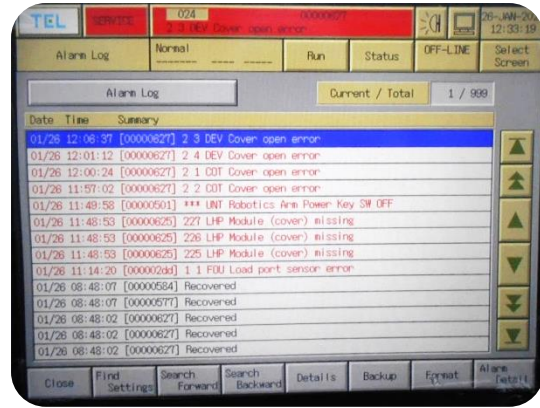 TEL SERVICE 024 00000627 26-JAN-20
2 3 DEV Cover open error 12:33:19
Alarm Log Normal Run Status OFF-LINE Select Screen
Alarm Log Current / Total 1 / 999
Date Time Summary
01/26 12:06:37 [00000627] 2 3 DEV Cover open error
01/26 12:01:12 [00000627] 2 4 DEV Cover open error
01/26 12:00:24 [00000627] 2 1 COT Cover open error
01/26 11:57:02 [00000627] 2 2 COT Cover open error
01/26 11:49:58 [00000501] *** UNT Robotics Arm Power Key SW OFF
01/26 11:48:53 [00000625] 227 LHP Module (cover) missing
01/26 11:48:53 [00000625] 226 LHP Module (cover) missing
01/26 11:48:53 [00000625] 225 LHP Module (cover) missing
01/26 11:14:20 [000002dd] 1 1 FOU Load port sensor error
01/26 08:48:07 [00000584] Recovered
01/26 08:48:07 [00000577] Recovered
01/26 08:48:02 [00000627] Recovered
01/26 08:48:02 [00000627] Recovered
Close Find Settings Search Forward Search Backward Details Backup Format Alarm Detail